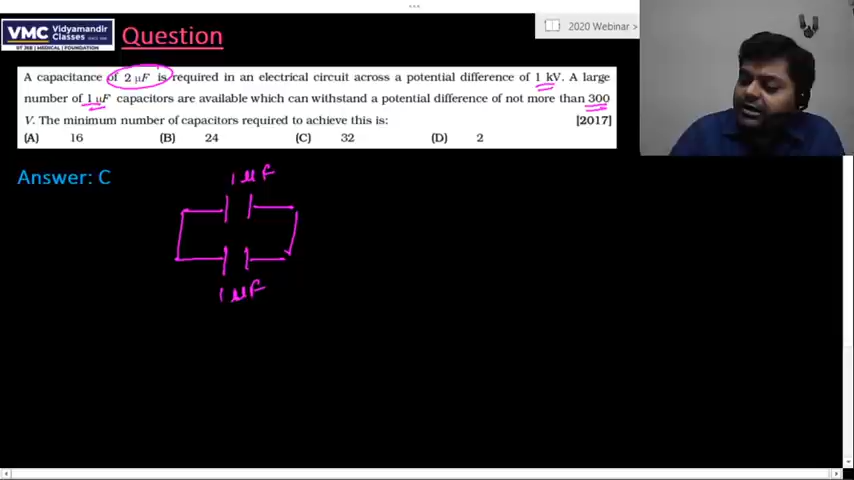 VMC Vidyamandir Classes
IIT JEE | MEDICAL | FOUNDATION
Question
2020 Webinar >
A capacitance of 2 μF is required in an electrical circuit across a potential difference of 1 kV. A large
number of 1 μF capacitors are available which can withstand a potential difference of not more than 300
V. The minimum number of capacitors required to achieve this is: [2017]
(A) 16 (B) 24 (C) 32 (D) 2
Answer: C
1 μF
1 μF